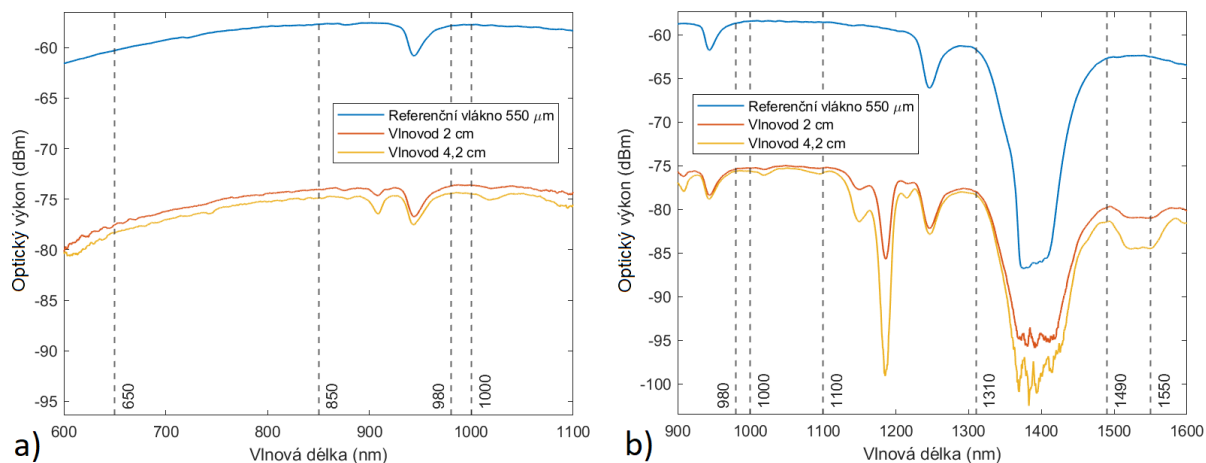 -60
-65
-70
-75
-80
-85
-90
-95
Optický výkon (dBm)
Referenční vlákno 550 μm
Vlnovod 2 cm
Vlnovod 4,2 cm
650
850
980
1000
600 700 800 900 1000 1100
Vlnová délka (nm)
a)
-60
-65
-70
-75
-80
-85
-90
-95
-100
Optický výkon (dBm)
Referenční vlákno 550 μm
Vlnovod 2 cm
Vlnovod 4,2 cm
980
1000
1100
1310
1490
1550
900 1000 1100 1200 1300 1400 1500 1600
Vlnová délka (nm)
b)